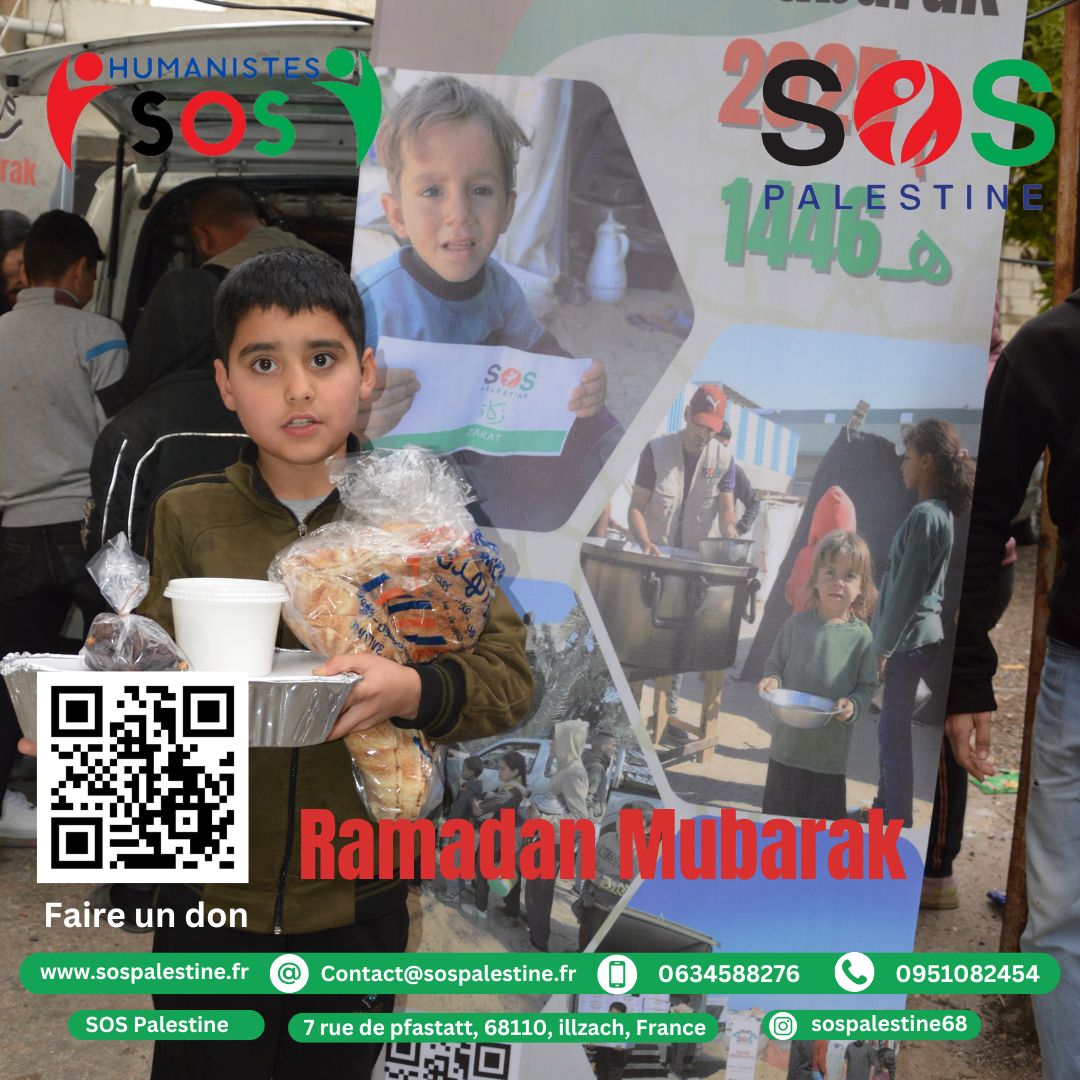 HUMANISTES
SOS
SOS
PALESTINE
2025
1446هـ
SOS
PALESTINE
زكاة
ZAKAT
Ramadan Mubarak
Faire un don
www.sospalestine.fr
Contact@sospalestine.fr
0634588276
0951082454
SOS Palestine
7 rue de pfastatt, 68110, illzach, France
sospalestine68